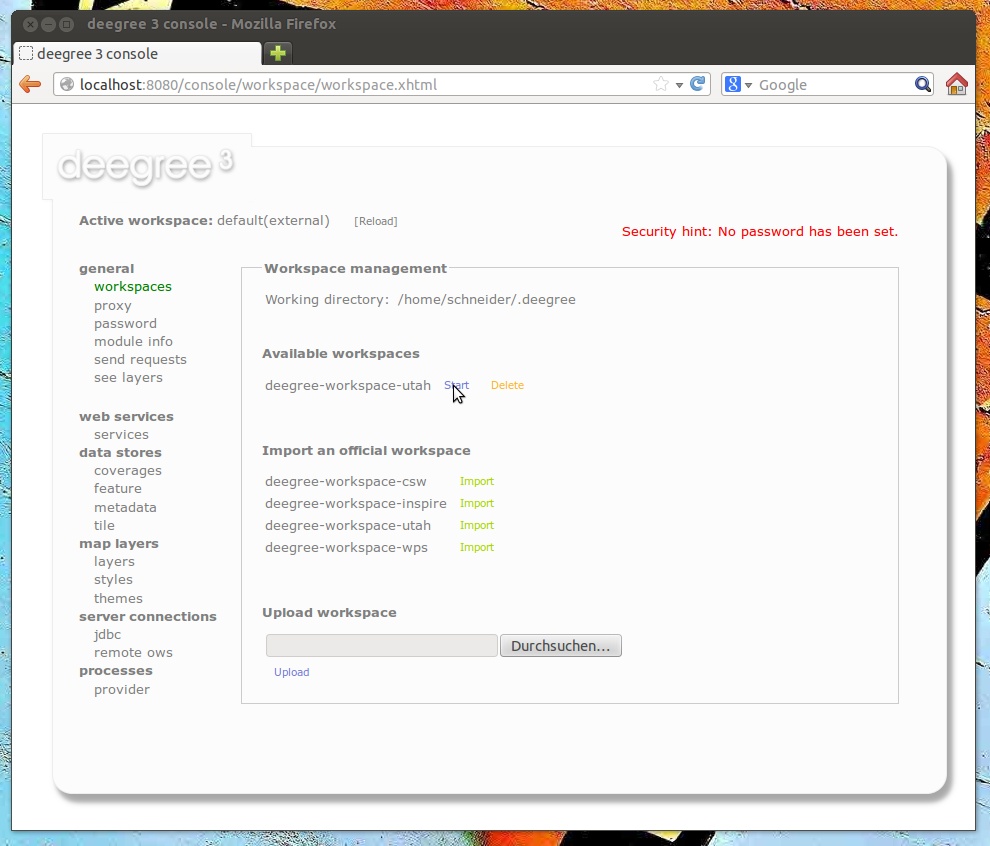 deegree 3 console - Mozilla Firefox
deegree 3 console
localhost:8080/console/workspace/workspace.xhtml
Google
deegree 3
Active workspace: default(external) [Reload]
Security hint: No password has been set.
general
workspaces
proxy
password
module info
send requests
see layers
web services
services
data stores
coverages
feature
metadata
tile
map layers
layers
styles
themes
server connections
jdbc
remote ows
processes
provider
Workspace management
Working directory: /home/schneider/.deegree
Available workspaces
deegree-workspace-utah Start Delete
Import an official workspace
deegree-workspace-csw Import
deegree-workspace-inspire Import
deegree-workspace-utah Import
deegree-workspace-wps Import
Upload workspace
Durchsuchen...
Upload